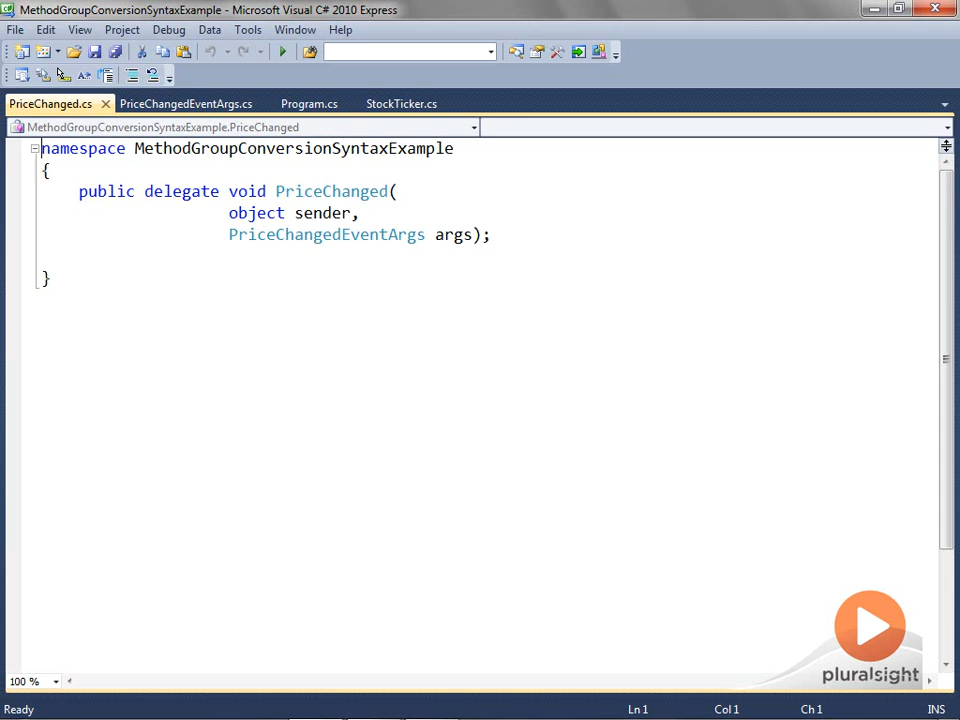 MethodGroupConversionSyntaxExample - Microsoft Visual C# 2010 Express
File Edit View Project Debug Data Tools Window Help
PriceChanged.cs PriceChangedEventArgs.cs Program.cs StockTicker.cs
MethodGroupConversionSyntaxExample.PriceChanged
namespace MethodGroupConversionSyntaxExample
{
public delegate void PriceChanged(
object sender,
PriceChangedEventArgs args);
}
pluralsight
100 %
Ready Ln 1 Col 1 Ch 1 INS